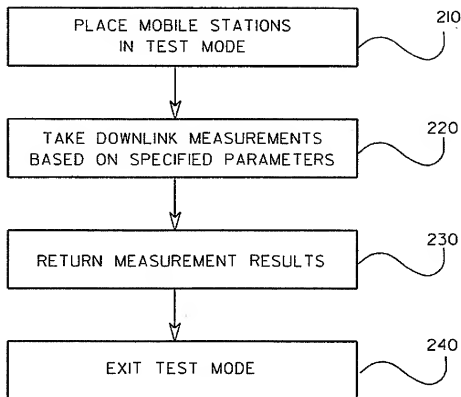 PLACE MOBILE STATIONS
IN TEST MODE
210
TAKE DOWNLINK MEASUREMENTS
BASED ON SPECIFIED PARAMETERS
220
RETURN MEASUREMENT RESULTS
230
EXIT TEST MODE
240